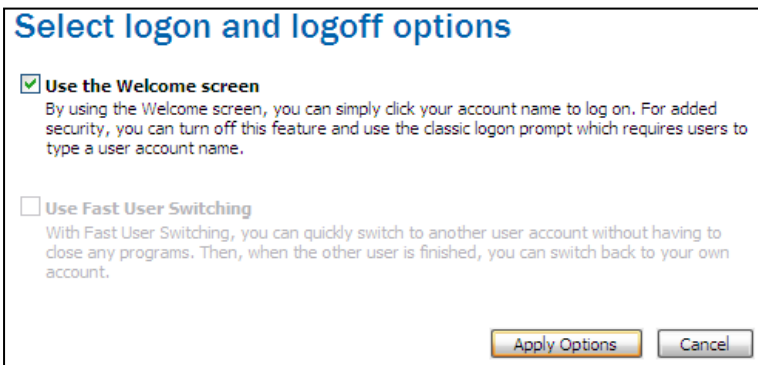 Select logon and logoff options
Use the Welcome screen
By using the Welcome screen, you can simply click your account name to log on. For added
security, you can turn off this feature and use the classic logon prompt which requires users to
type a user account name.
Use Fast User Switching
With Fast User Switching, you can quickly switch to another user account without having to
close any programs. Then, when the other user is finished, you can switch back to your own
account.
Apply Options
Cancel